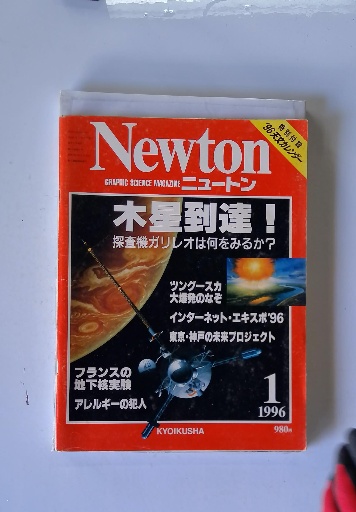 特別付録
'96天文カレンダー
Newton
GRAPHIC SCIENCE MAGAZINE ニュートン
木星到達！
探査機ガリレオは何をみるか？
ツングースカ
大爆発のなぞ
インターネット・エキスポ'96
東京・神戸の未来プロジェクト
フランスの
地下核実験
アレルギーの犯人
1
1996
KYOIKUSHA
980円